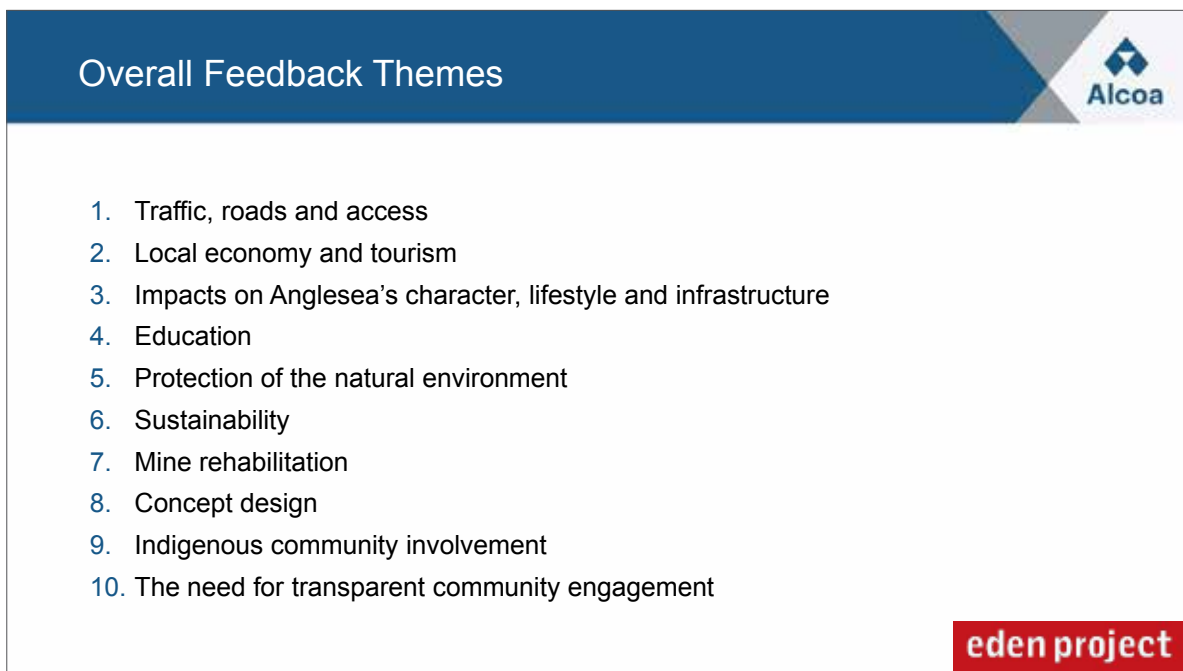 Overall Feedback Themes
Alcoa
1. Traffic, roads and access
2. Local economy and tourism
3. Impacts on Anglesea’s character, lifestyle and infrastructure
4. Education
5. Protection of the natural environment
6. Sustainability
7. Mine rehabilitation
8. Concept design
9. Indigenous community involvement
10. The need for transparent community engagement
eden project